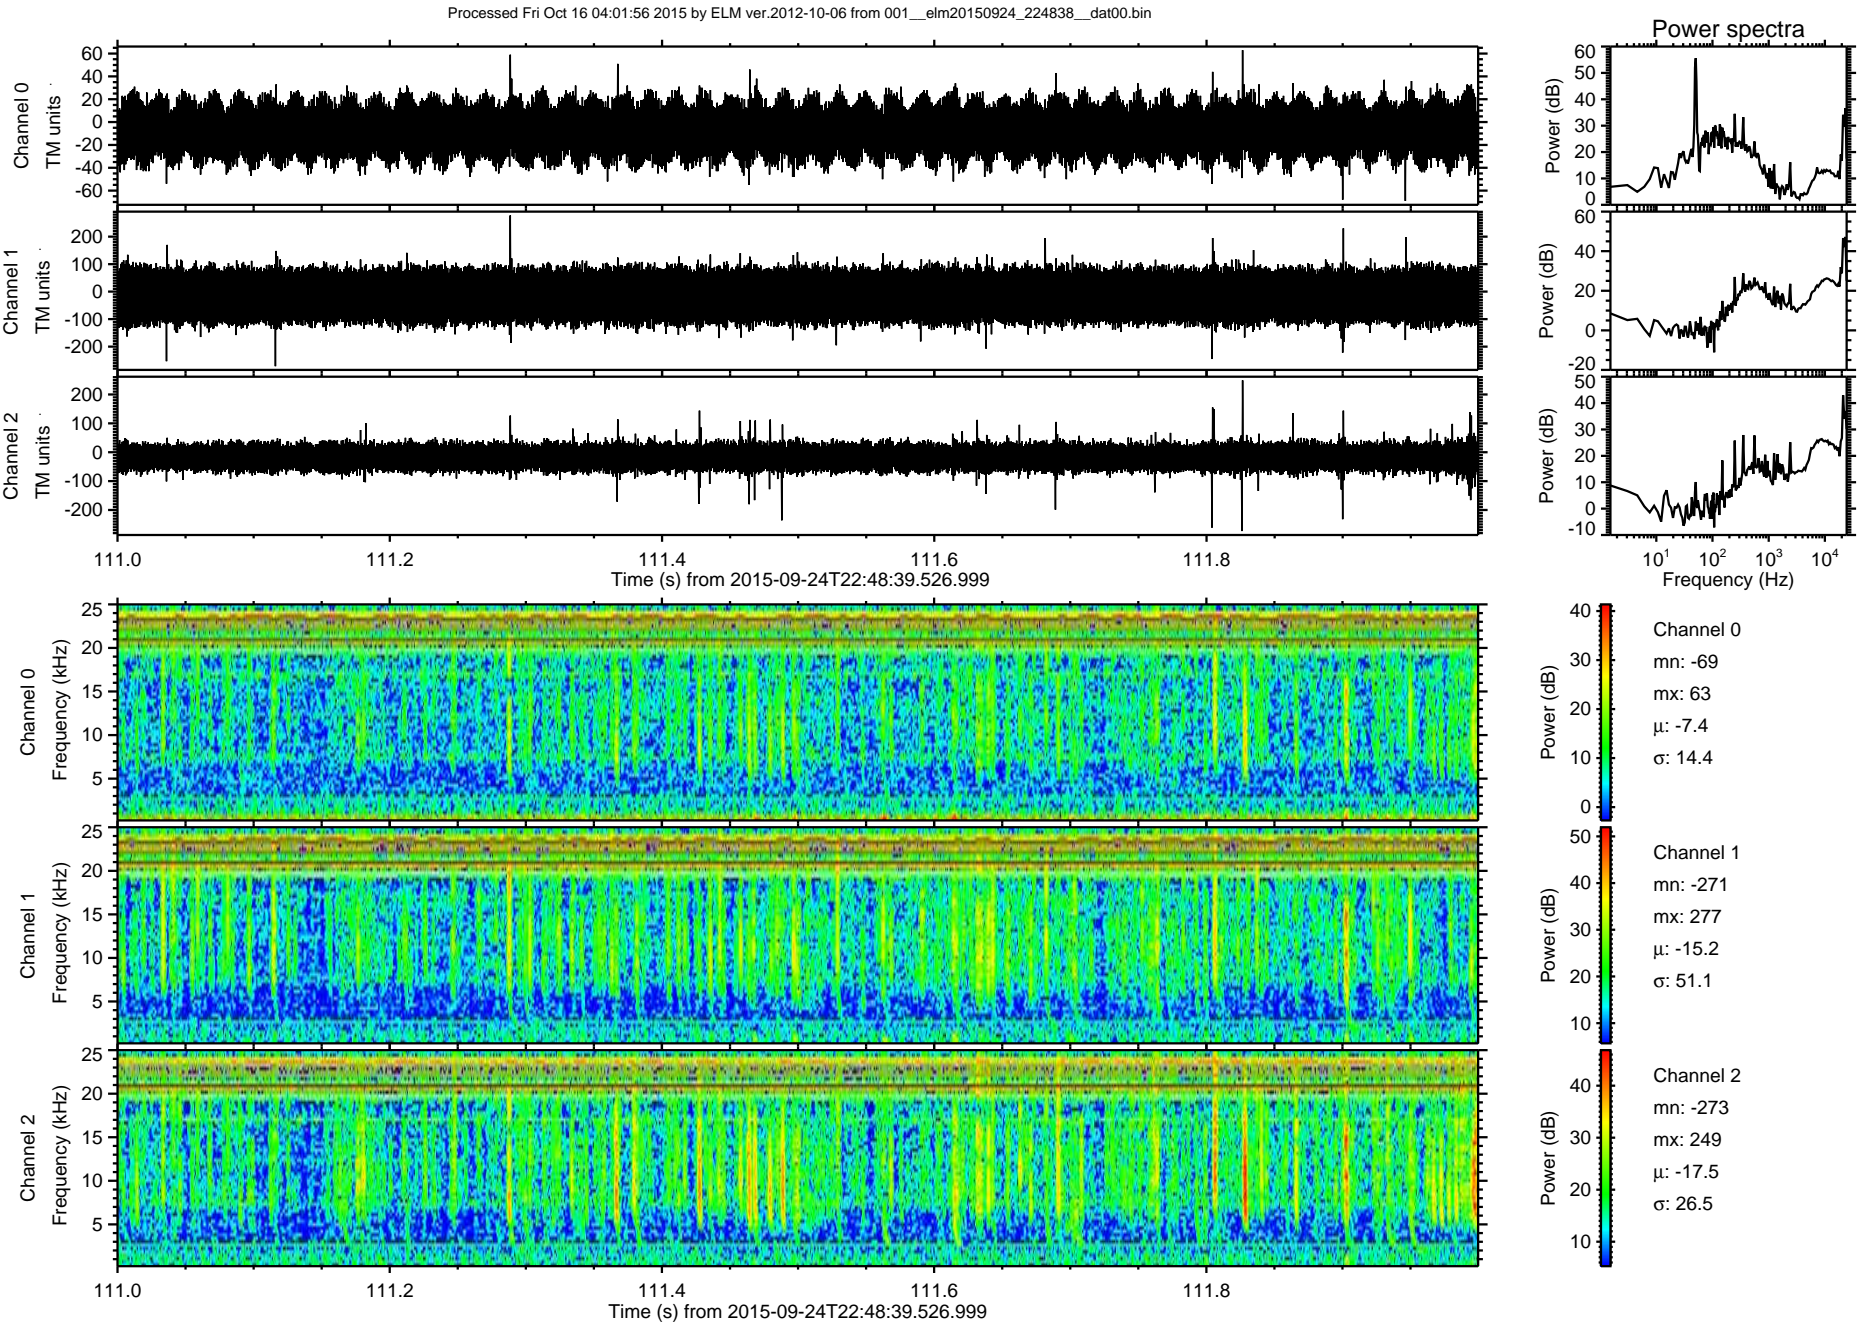 Processed Fri Oct 16 04:01:56 2015 by ELM ver.2012-10-06 from 001__elm20150924_224838__dat00.bin
Power spectra
Channel 0
TM units
60
40
20
0
-20
-40
-60
Power (dB)
60
50
40
30
20
10
0
Channel 1
TM units
200
100
0
-100
-200
Power (dB)
60
40
20
0
-20
Channel 2
TM units
200
100
0
-100
-200
Power (dB)
50
40
30
20
10
0
-10
111.0 111.2 111.4 111.6 111.8
Time (s) from 2015-09-24T22:48:39.526.999
10^1 10^2 10^3 10^4
Frequency (Hz)
Channel 0
Frequency (kHz)
25
20
15
10
5
Power (dB)
40
30
20
10
0
Channel 0
mn: -69
mx: 63
μ: -7.4
σ: 14.4
Channel 1
Frequency (kHz)
25
20
15
10
5
Power (dB)
50
40
30
20
10
Channel 1
mn: -271
mx: 277
μ: -15.2
σ: 51.1
Channel 2
Frequency (kHz)
25
20
15
10
5
Power (dB)
40
30
20
10
Channel 2
mn: -273
mx: 249
μ: -17.5
σ: 26.5
111.0 111.2 111.4 111.6 111.8
Time (s) from 2015-09-24T22:48:39.526.999